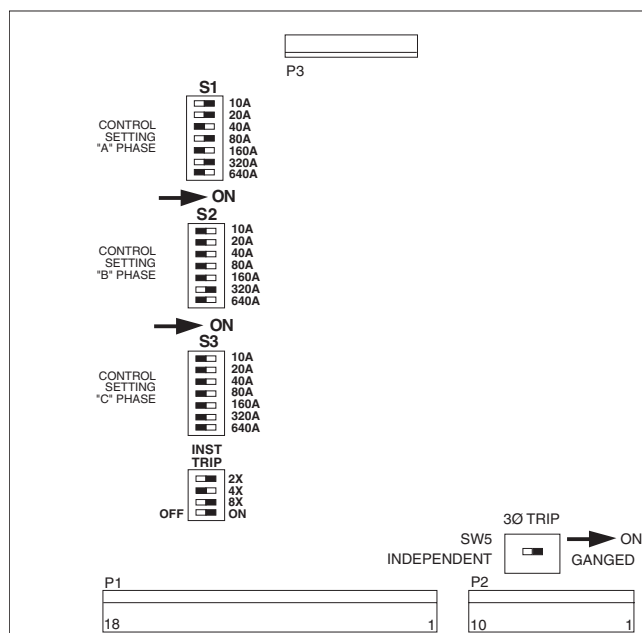 P3
S1
CONTROL
SETTING
"A" PHASE
10A
20A
40A
80A
160A
320A
640A
ON
S2
CONTROL
SETTING
"B" PHASE
10A
20A
40A
80A
160A
320A
640A
ON
S3
CONTROL
SETTING
"C" PHASE
10A
20A
40A
80A
160A
320A
640A
INST
TRIP
2X
4X
8X
OFF ON
3Ø TRIP
SW5 ON
INDEPENDENT GANGED
P1
18 1
P2
10 1